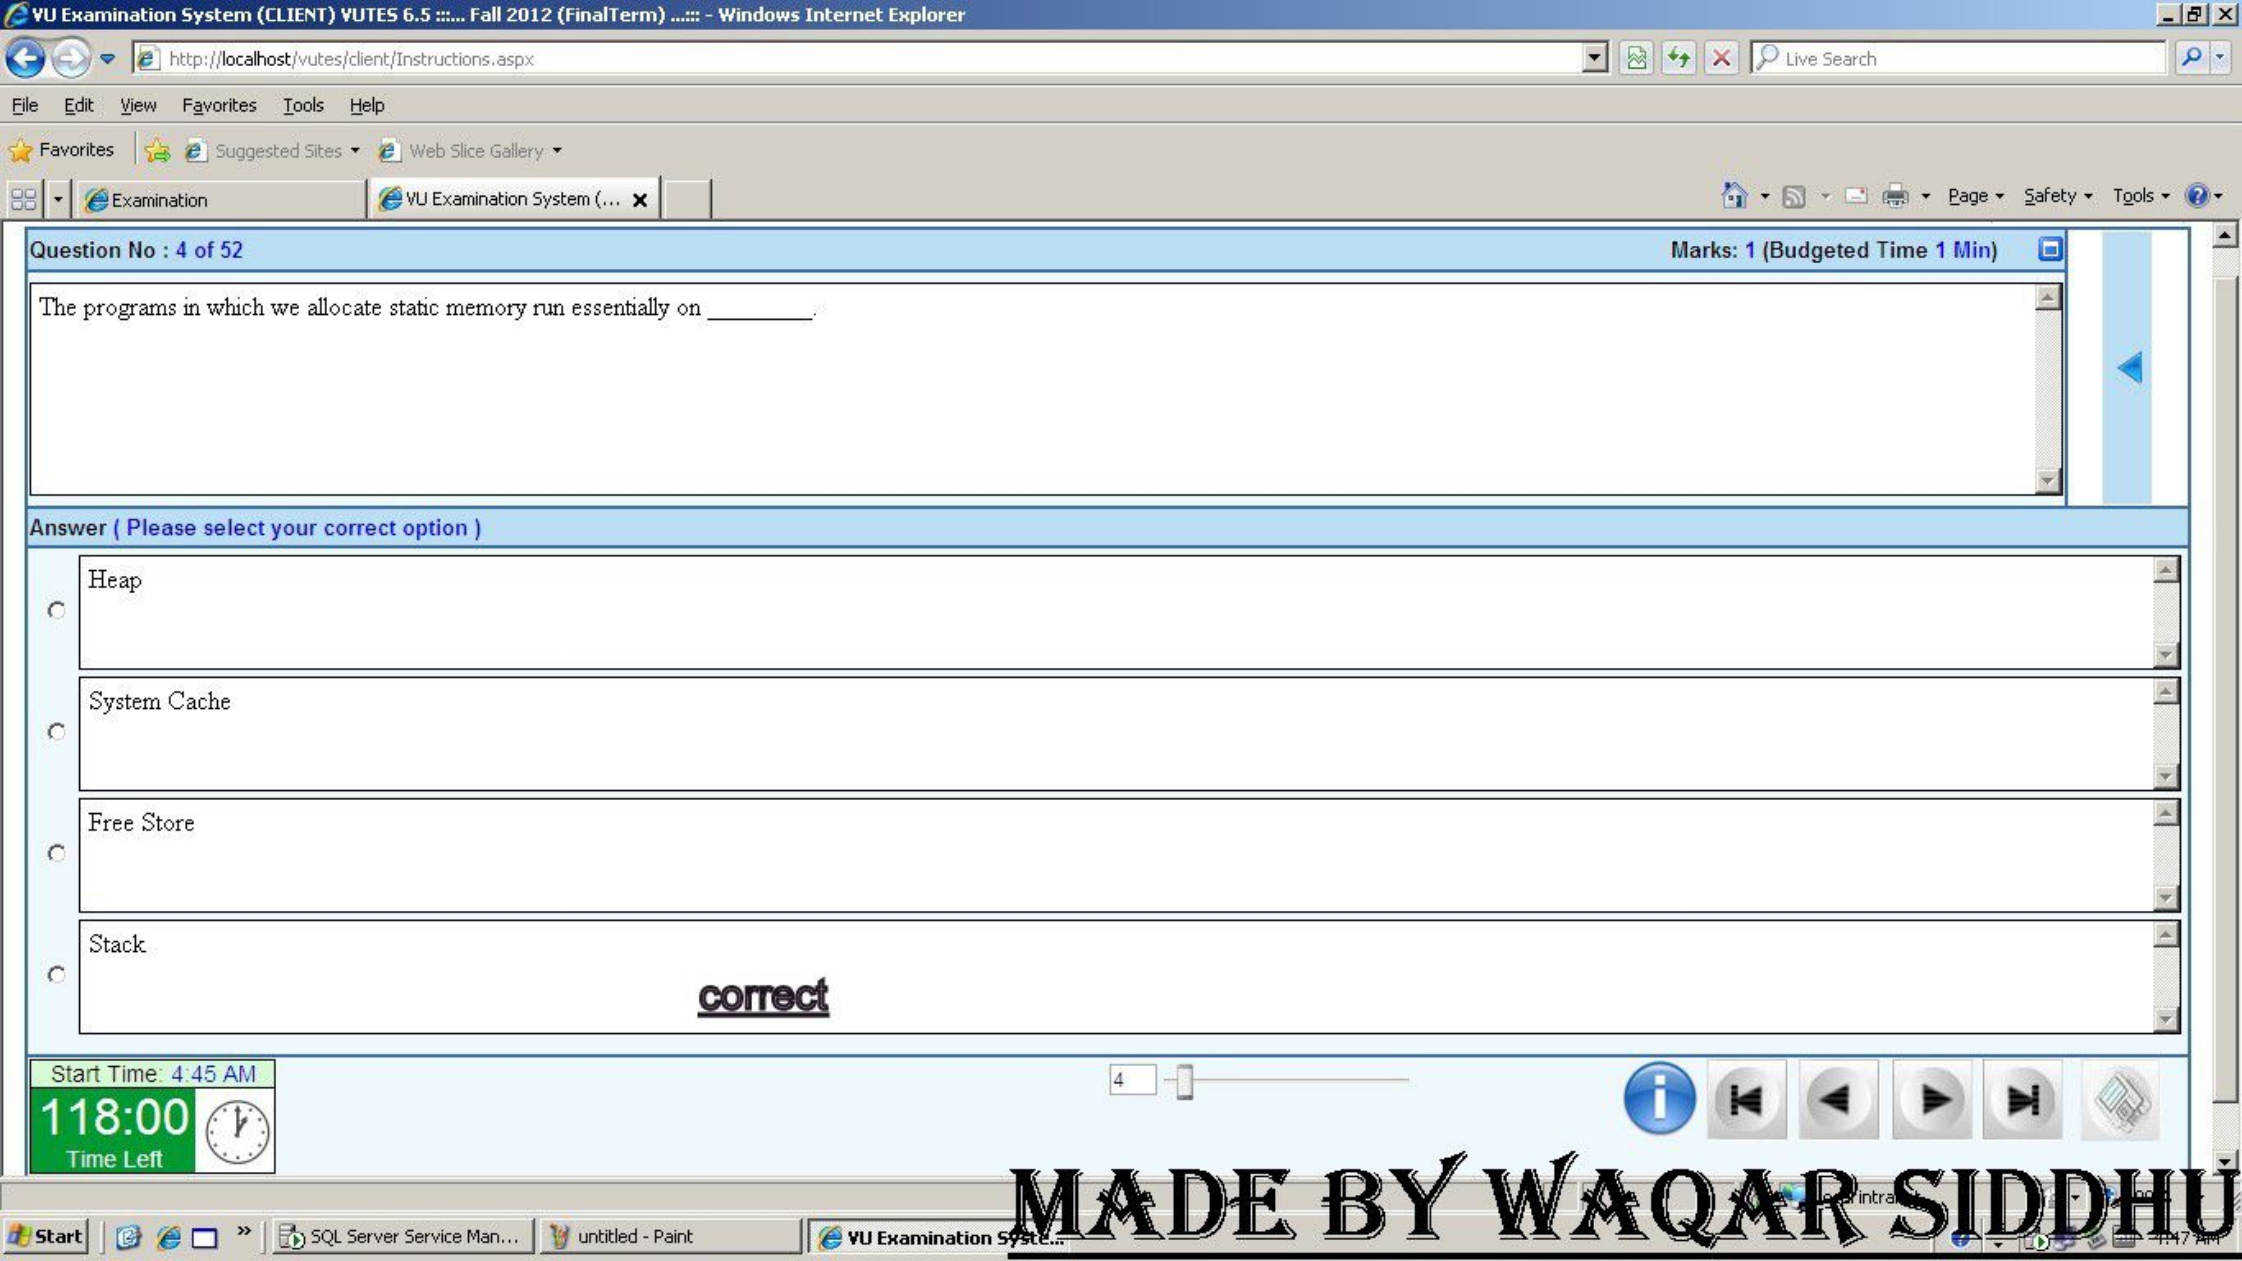 VU Examination System (CLIENT) VUTES 6.5 :::... Fall 2012 (FinalTerm) ...::: - Windows Internet Explorer
http://localhost/vutes/client/Instructions.aspx
Live Search
File Edit View Favorites Tools Help
Favorites Suggested Sites Web Slice Gallery
Examination VU Examination System (... Page Safety Tools
Question No : 4 of 52 Marks: 1 (Budgeted Time 1 Min)
The programs in which we allocate static memory run essentially on ________.
Answer ( Please select your correct option )
Heap
System Cache
Free Store
Stack
correct
Start Time: 4:45 AM
4
118:00
Time Left
MADE BY WAQAR SIDDHU
Start » SQL Server Service Man... untitled - Paint VU Examination Syste... 4:47 AM